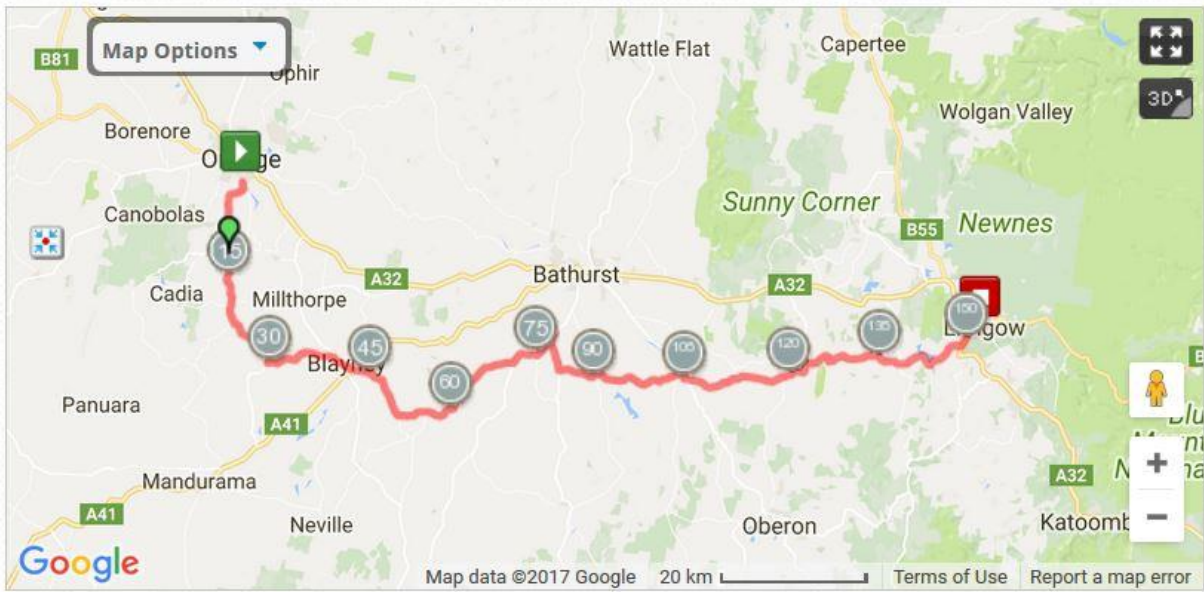 Map Options
B81
Ophir
Wattle Flat
Capertee
3D
Wolgan Valley
Borenore
Canobolas
Sunny Corner
B55
Newnes
15
A32
Bathurst
A32
Cadia
Millthorpe
30
45
75
90
105
120
135
150
Blayney
60
Panuara
A41
Mandurama
A32
A41
Neville
Oberon
+
−
Google
Map data ©2017 Google
20 km
Terms of Use
Report a map error